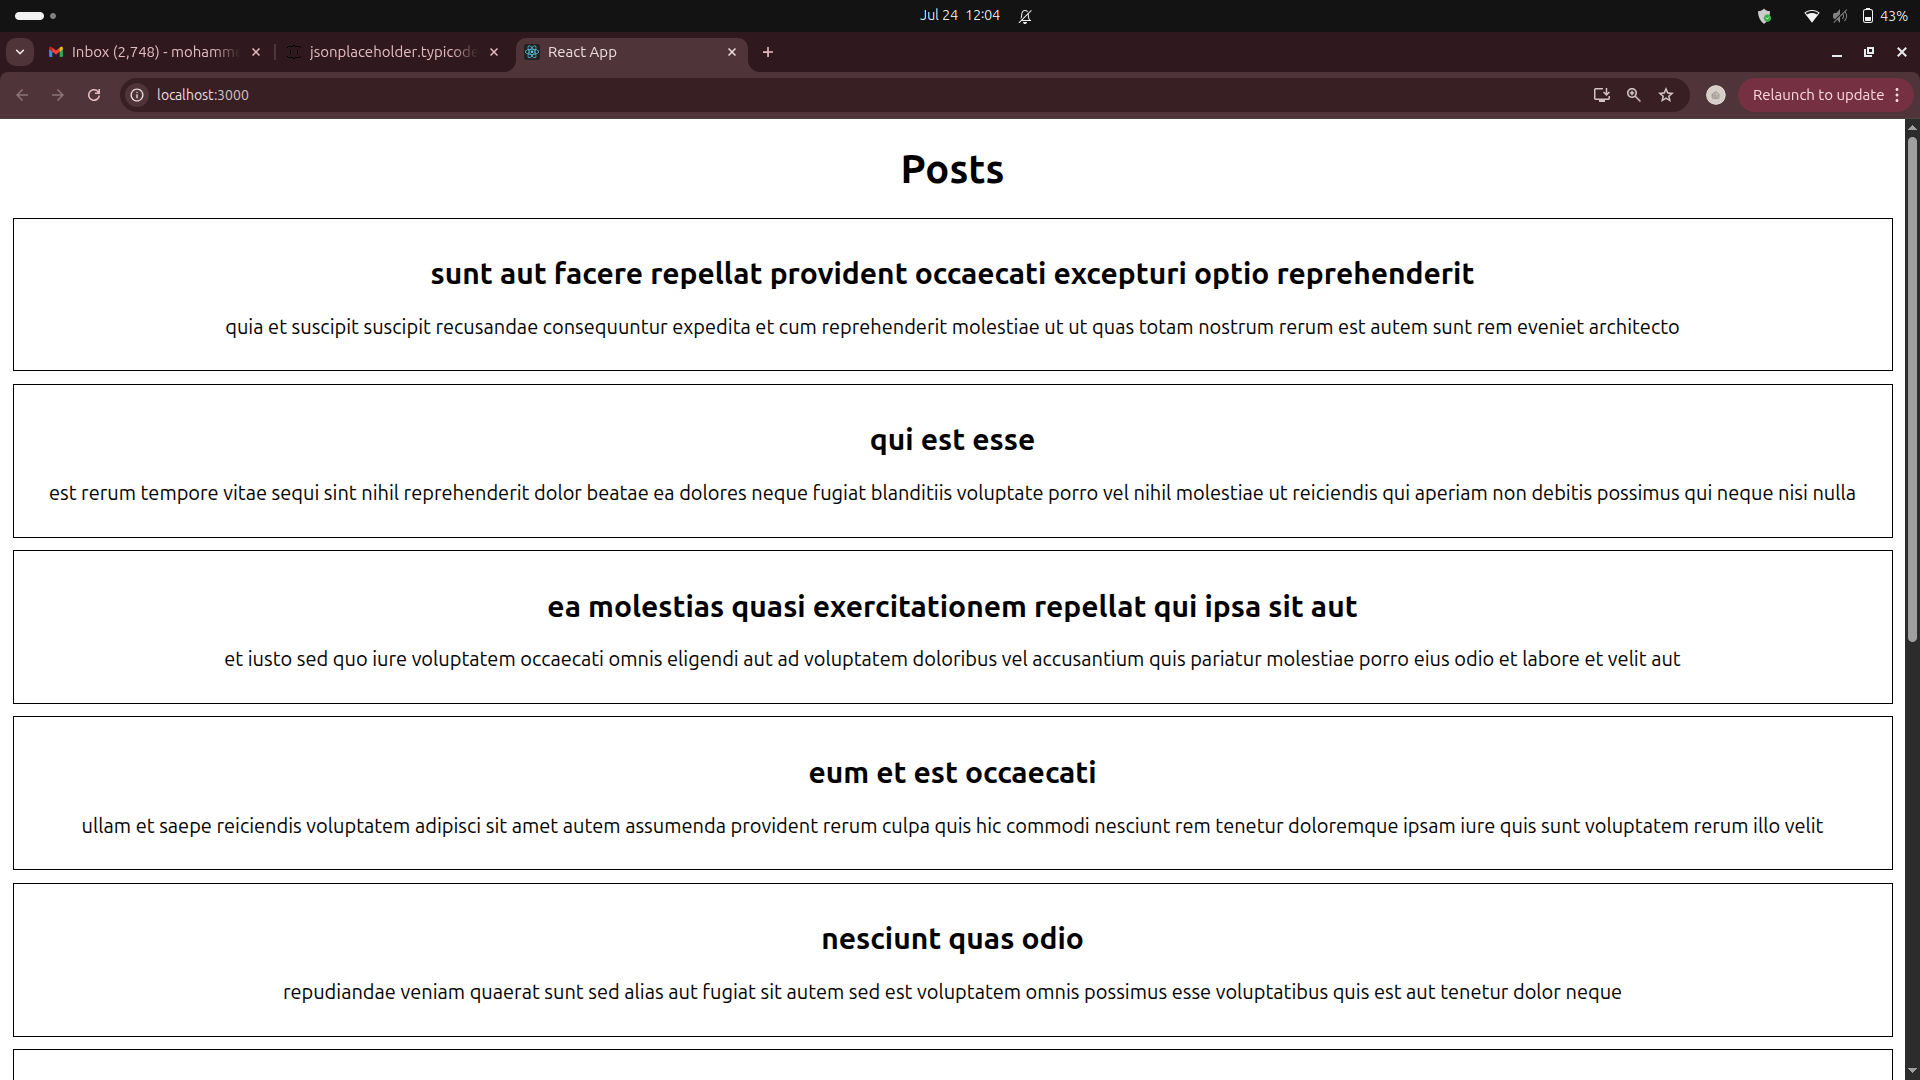 Jul 24 12:04
43%
Inbox (2,748) - mohamm
jsonplaceholder.typicode
React App
localhost:3000
Relaunch to update
Posts
sunt aut facere repellat provident occaecati excepturi optio reprehenderit
quia et suscipit suscipit recusandae consequuntur expedita et cum reprehenderit molestiae ut ut quas totam nostrum rerum est autem sunt rem eveniet architecto
qui est esse
est rerum tempore vitae sequi sint nihil reprehenderit dolor beatae ea dolores neque fugiat blanditiis voluptate porro vel nihil molestiae ut reiciendis qui aperiam non debitis possimus qui neque nisi nulla
ea molestias quasi exercitationem repellat qui ipsa sit aut
et iusto sed quo iure voluptatem occaecati omnis eligendi aut ad voluptatem doloribus vel accusantium quis pariatur molestiae porro eius odio et labore et velit aut
eum et est occaecati
ullam et saepe reiciendis voluptatem adipisci sit amet autem assumenda provident rerum culpa quis hic commodi nesciunt rem tenetur doloremque ipsam iure quis sunt voluptatem rerum illo velit
nesciunt quas odio
repudiandae veniam quaerat sunt sed alias aut fugiat sit autem sed est voluptatem omnis possimus esse voluptatibus quis est aut tenetur dolor neque